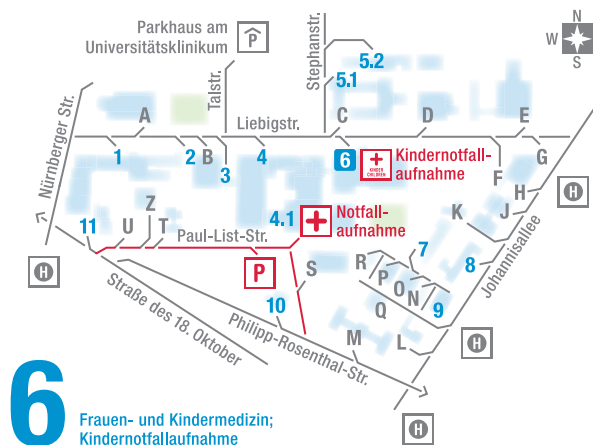 Parkhaus am
Universitätsklinikum
P
Stephanstr.
5.2
5.1
N
W
S
Talstr.
Nürnberger Str.
A
Liebigstr.
C
D
E
1
2
B
3
4
6
KINDER
CHILDREN
Kindernotfall-
aufnahme
F
G
H
J
K
Johannisallee
H
Z
11
U
T
Paul-List-Str.
4.1
Notfall-
aufnahme
7
8
H
P
S
R
P
O
N
9
Q
10
Straße des 18. Oktober
Philipp-Rosenthal-Str.
M
L
H
H
6
Frauen- und Kindermedizin;
Kindernotfallaufnahme